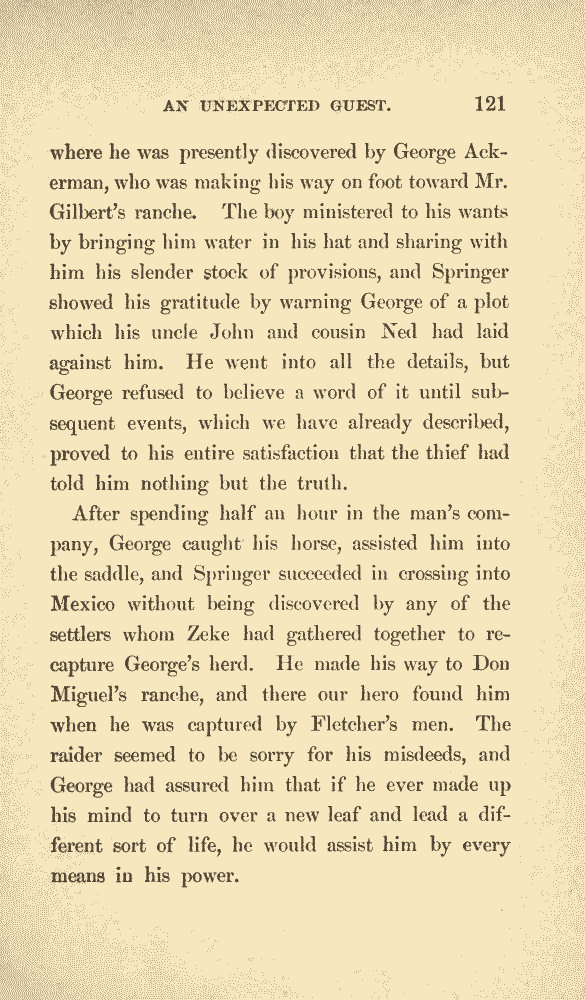 AN UNEXPECTED GUEST. 121
where he was presently discovered by George Ack-
erman, who was making his way on foot toward Mr.
Gilbert's ranche. The boy ministered to his wants
by bringing him water in his hat and sharing with
him his slender stock of provisions, and Springer
showed his gratitude by warning George of a plot
which his uncle John and cousin Ned had laid
against him. He went into all the details, but
George refused to believe a word of it until sub-
sequent events, which we have already described,
proved to his entire satisfaction that the thief had
told him nothing but the truth.
After spending half an hour in the man's com-
pany, George caught his horse, assisted him into
the saddle, and Springer succeeded in crossing into
Mexico without being discovered by any of the
settlers whom Zeke had gathered together to re-
capture George's herd. He made his way to Don
Miguel's ranche, and there our hero found him
when he was captured by Fletcher's men. The
raider seemed to be sorry for his misdeeds, and
George had assured him that if he ever made up
his mind to turn over a new leaf and lead a dif-
ferent sort of life, he would assist him by every
means in his power.